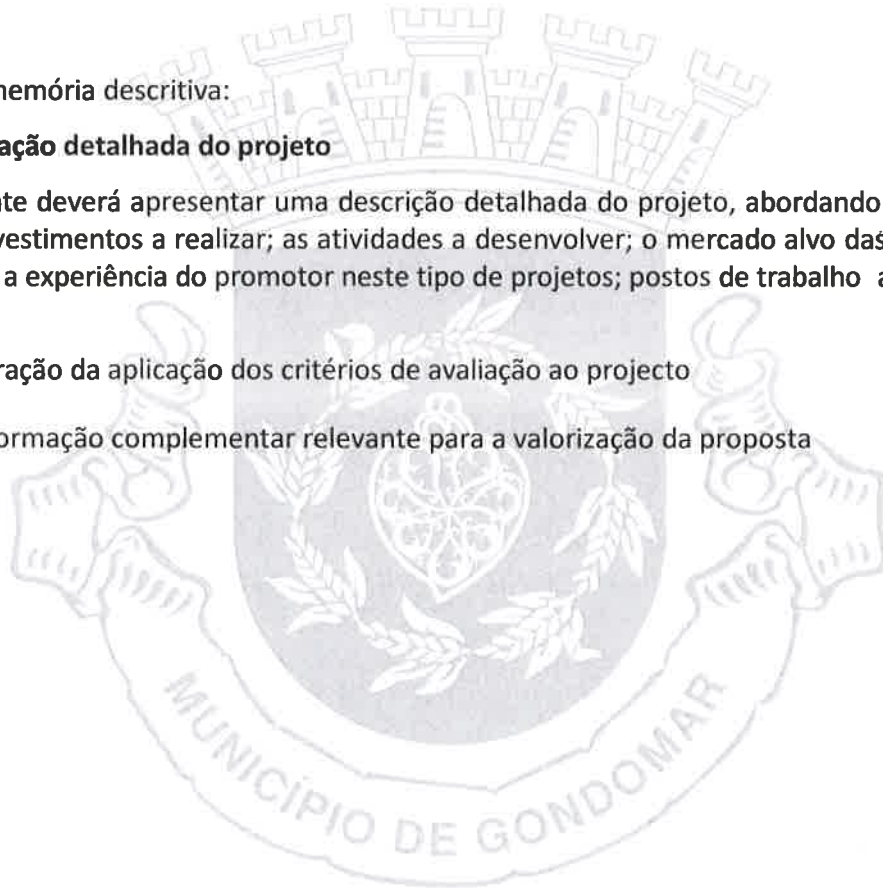 memória descritiva:
ação detalhada do projeto
te deverá apresentar uma descrição detalhada do projeto, abordando
vestimentos a realizar; as atividades a desenvolver; o mercado alvo das
a experiência do promotor neste tipo de projetos; postos de trabalho a
ração da aplicação dos critérios de avaliação ao projecto
ormação complementar relevante para a valorização da proposta
MUNICÍPIO DE GONDOMAR